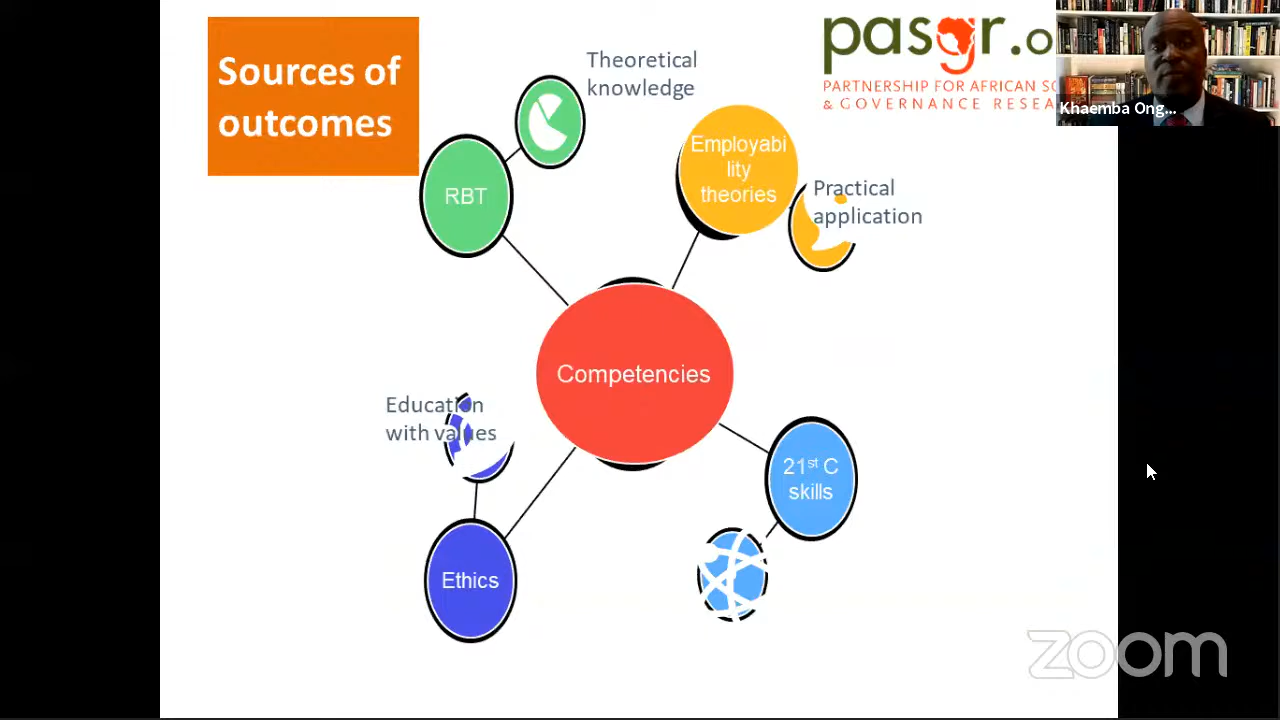 Sources of
outcomes
Theoretical
knowledge
pasgr.o
PARTNERSHIP FOR AFRICAN SO
& GOVERNANCE RESEA
Khaemba Ong...
RBT
Employabi
lity
theories
Practical
application
Competencies
Education
with values
21st C
skills
Ethics
zoom